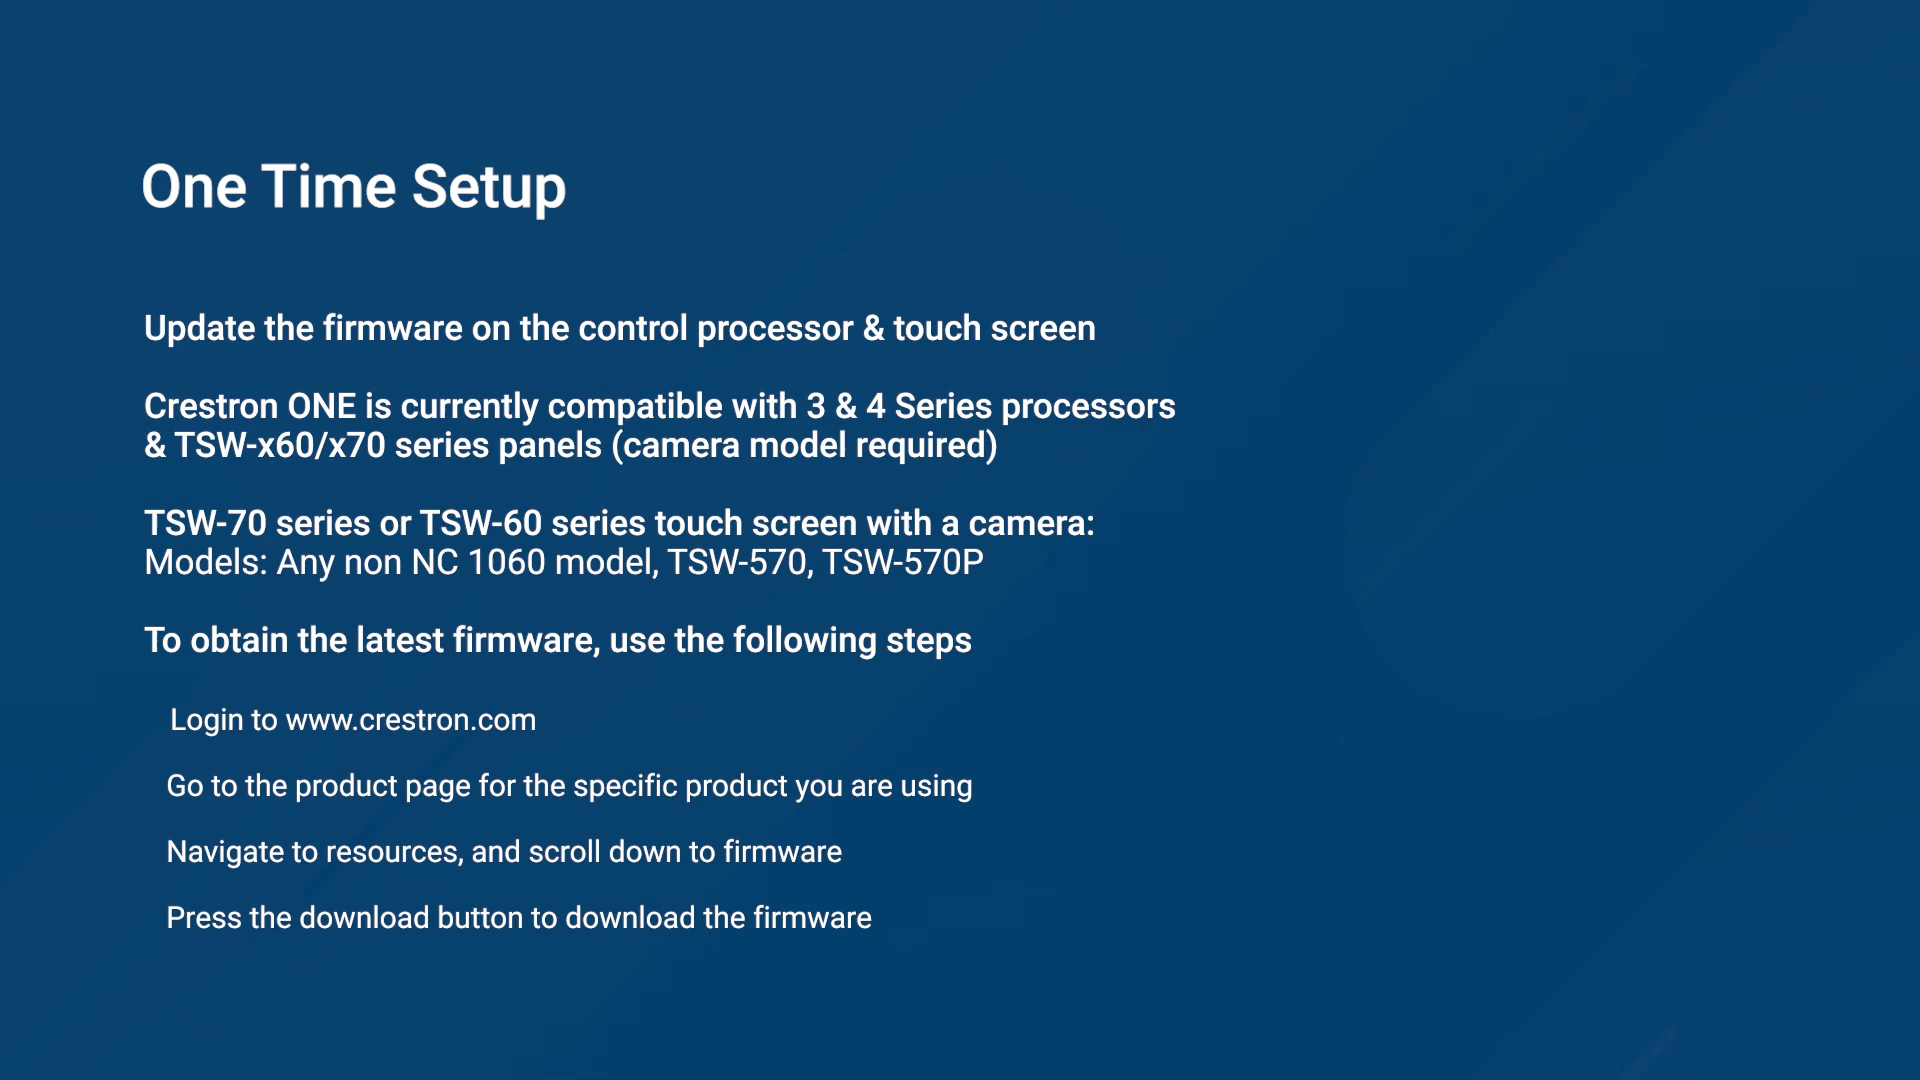 One Time Setup
Update the firmware on the control processor & touch screen
Crestron ONE is currently compatible with 3 & 4 Series processors
& TSW-x60/x70 series panels (camera model required)
TSW-70 series or TSW-60 series touch screen with a camera:
Models: Any non NC 1060 model, TSW-570, TSW-570P
To obtain the latest firmware, use the following steps
Login to www.crestron.com
Go to the product page for the specific product you are using
Navigate to resources, and scroll down to firmware
Press the download button to download the firmware